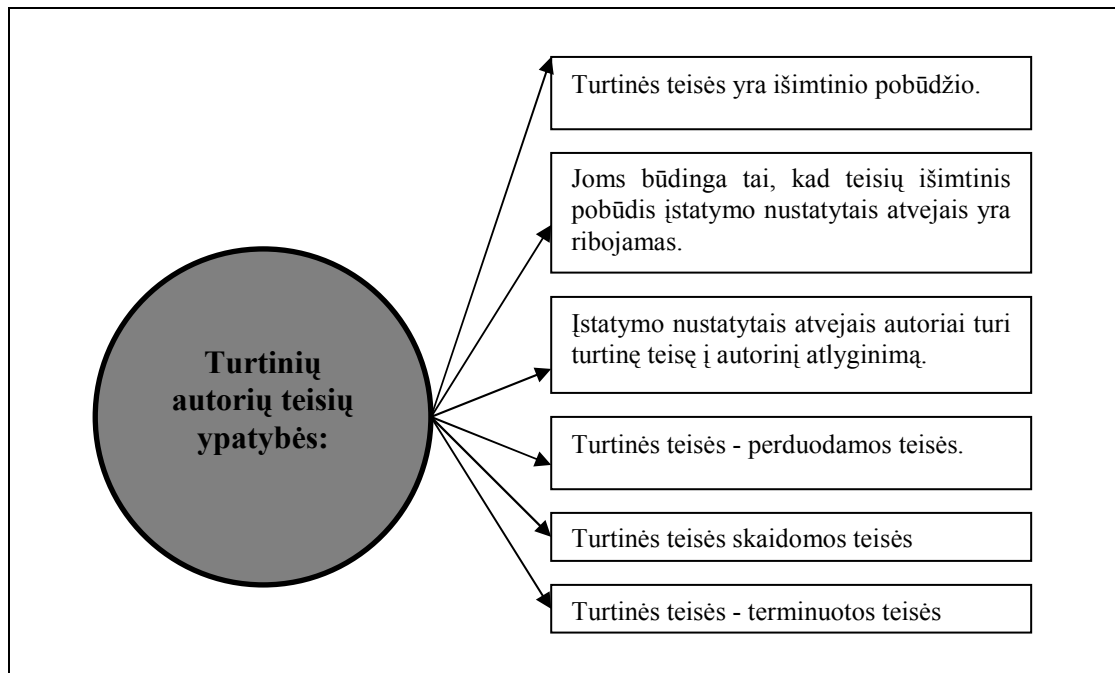 Turtinių
autorių teisių
ypatybės:
Turtinės teisės yra išimtinio pobūdžio.
Joms būdinga tai, kad teisių išimtinis
pobūdis įstatymo nustatytais atvejais yra
ribojamas.
Įstatymo nustatytais atvejais autoriai turi
turtinę teisę į autorinį atlyginimą.
Turtinės teisės - perduodamos teisės.
Turtinės teisės skaidomos teisės
Turtinės teisės - terminuotos teisės